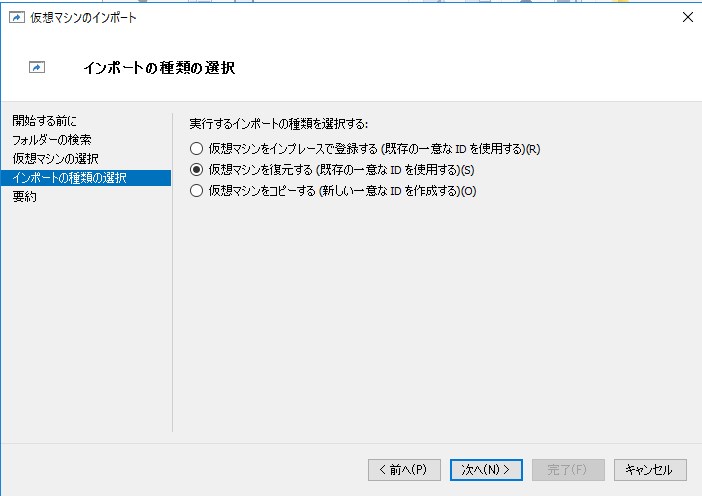 仮想マシンのインポート
インポートの種類の選択
開始する前に
フォルダーの検索
仮想マシンの選択
インポートの種類の選択
要約
実行するインポートの種類を選択する:
仮想マシンをインプレースで登録する (既存の一意な ID を使用する)(R)
仮想マシンを復元する (既存の一意な ID を使用する)(S)
仮想マシンをコピーする (新しい一意な ID を作成する)(O)
< 前へ(P) 次へ(N) > 完了(F) キャンセル